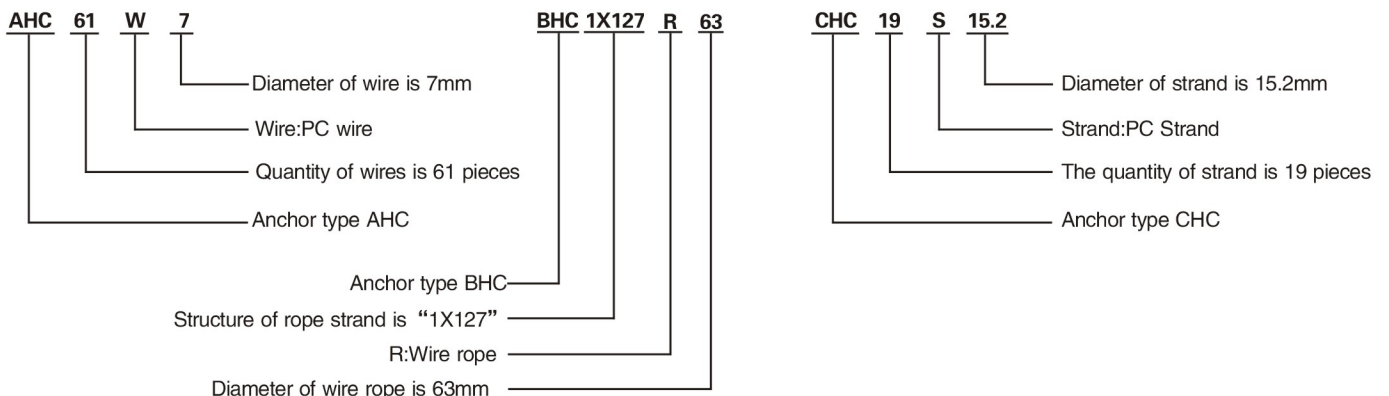 AHC 61 W 7
Diameter of wire is 7mm
Wire:PC wire
Quantity of wires is 61 pieces
Anchor type AHC
BHC 1X127 R 63
Anchor type BHC
Structure of rope strand is “1X127”
R:Wire rope
Diameter of wire rope is 63mm
CHC 19 S 15.2
Diameter of strand is 15.2mm
Strand:PC Strand
The quantity of strand is 19 pieces
Anchor type CHC